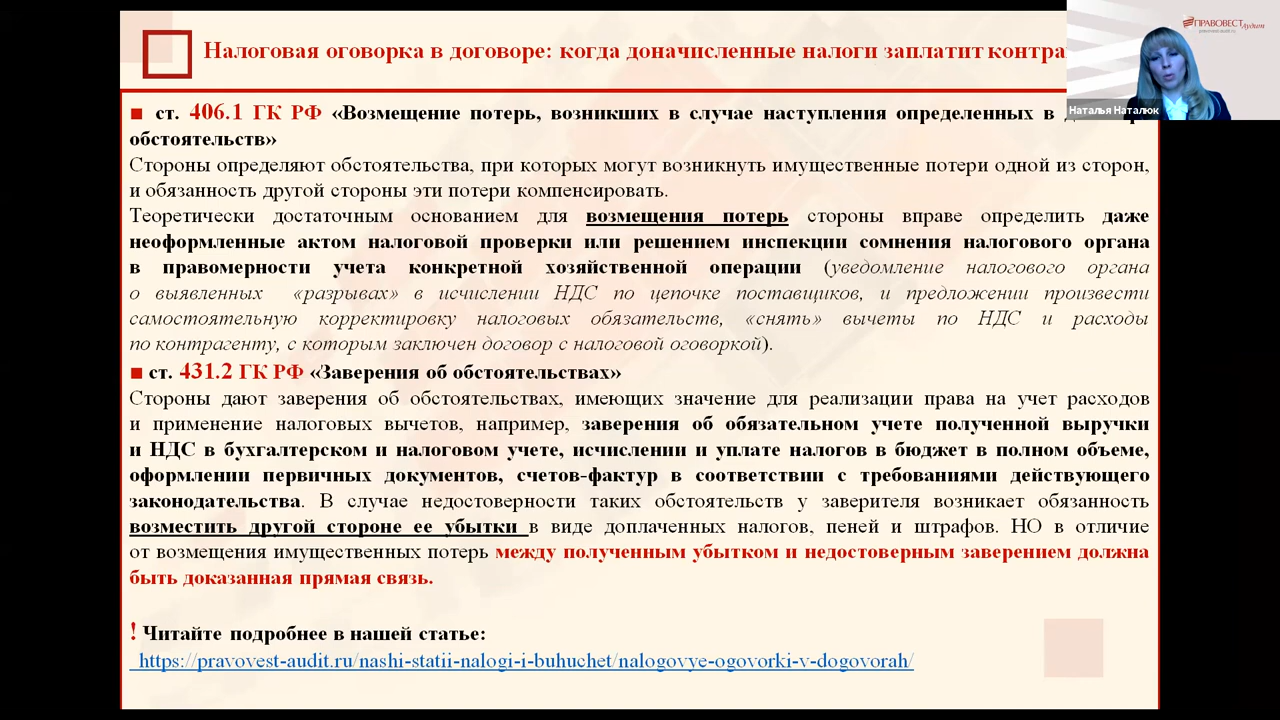 Налоговая оговорка в договоре: когда доначисленные налоги заплатит
ПРАВОВЕСТ Аудит
pravovest-audit.ru
Наталья Наталюк
■ ст. 406.1 ГК РФ «Возмещение потерь, возникших в случае наступления определенных в
обстоятельств»
Стороны определяют обстоятельства, при которых могут возникнуть имущественные потери одной из сторон,
и обязанность другой стороны эти потери компенсировать.
Теоретически достаточным основанием для возмещения потерь стороны вправе определить даже
неоформленные актом налоговой проверки или решением инспекции сомнения налогового органа
в правомерности учета конкретной хозяйственной операции (уведомление налогового органа
о выявленных «разрывах» в исчислении НДС по цепочке поставщиков, и предложении произвести
самостоятельную корректировку налоговых обязательств, «снять» вычеты по НДС и расходы
по контрагенту, с которым заключен договор с налоговой оговоркой).
■ ст. 431.2 ГК РФ «Заверения об обстоятельствах»
Стороны дают заверения об обстоятельствах, имеющих значение для реализации права на учет расходов
и применение налоговых вычетов, например, заверения об обязательном учете полученной выручки
и НДС в бухгалтерском и налоговом учете, исчислении и уплате налогов в бюджет в полном объеме,
оформлении первичных документов, счетов-фактур в соответствии с требованиями действующего
законодательства. В случае недостоверности таких обстоятельств у заверителя возникает обязанность
возместить другой стороне ее убытки в виде доплаченных налогов, пеней и штрафов. НО в отличие
от возмещения имущественных потерь между полученным убытком и недостоверным заверением должна
быть доказанная прямая связь.
! Читайте подробнее в нашей статье:
https://pravovest-audit.ru/nashi-statii-nalogi-i-buhuchet/nalogovye-ogovorki-v-dogovorah/